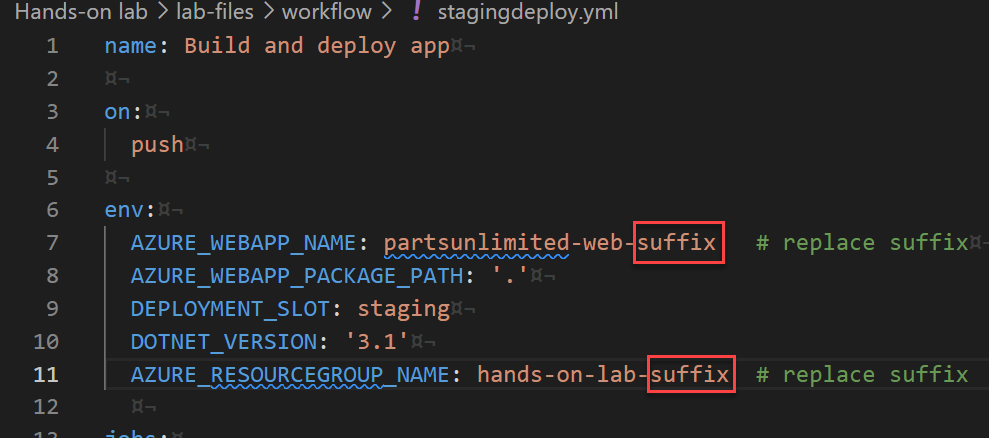 Hands-on lab > lab-files > workflow > ! stagingdeploy.yml
1 name: Build and deploy app¤¬
2 ¤¬
3 on:¤¬
4 push¤¬
5 ¤¬
6 env:¤¬
7 AZURE_WEBAPP_NAME: partsunlimited-web-suffix # replace suffix¤¬
8 AZURE_WEBAPP_PACKAGE_PATH: '.'¤¬
9 DEPLOYMENT_SLOT: staging¤¬
10 DOTNET_VERSION: '3.1'¤¬
11 AZURE_RESOURCEGROUP_NAME: hands-on-lab-suffix # replace suffix
12 ¤¬
13 jobs:¤¬